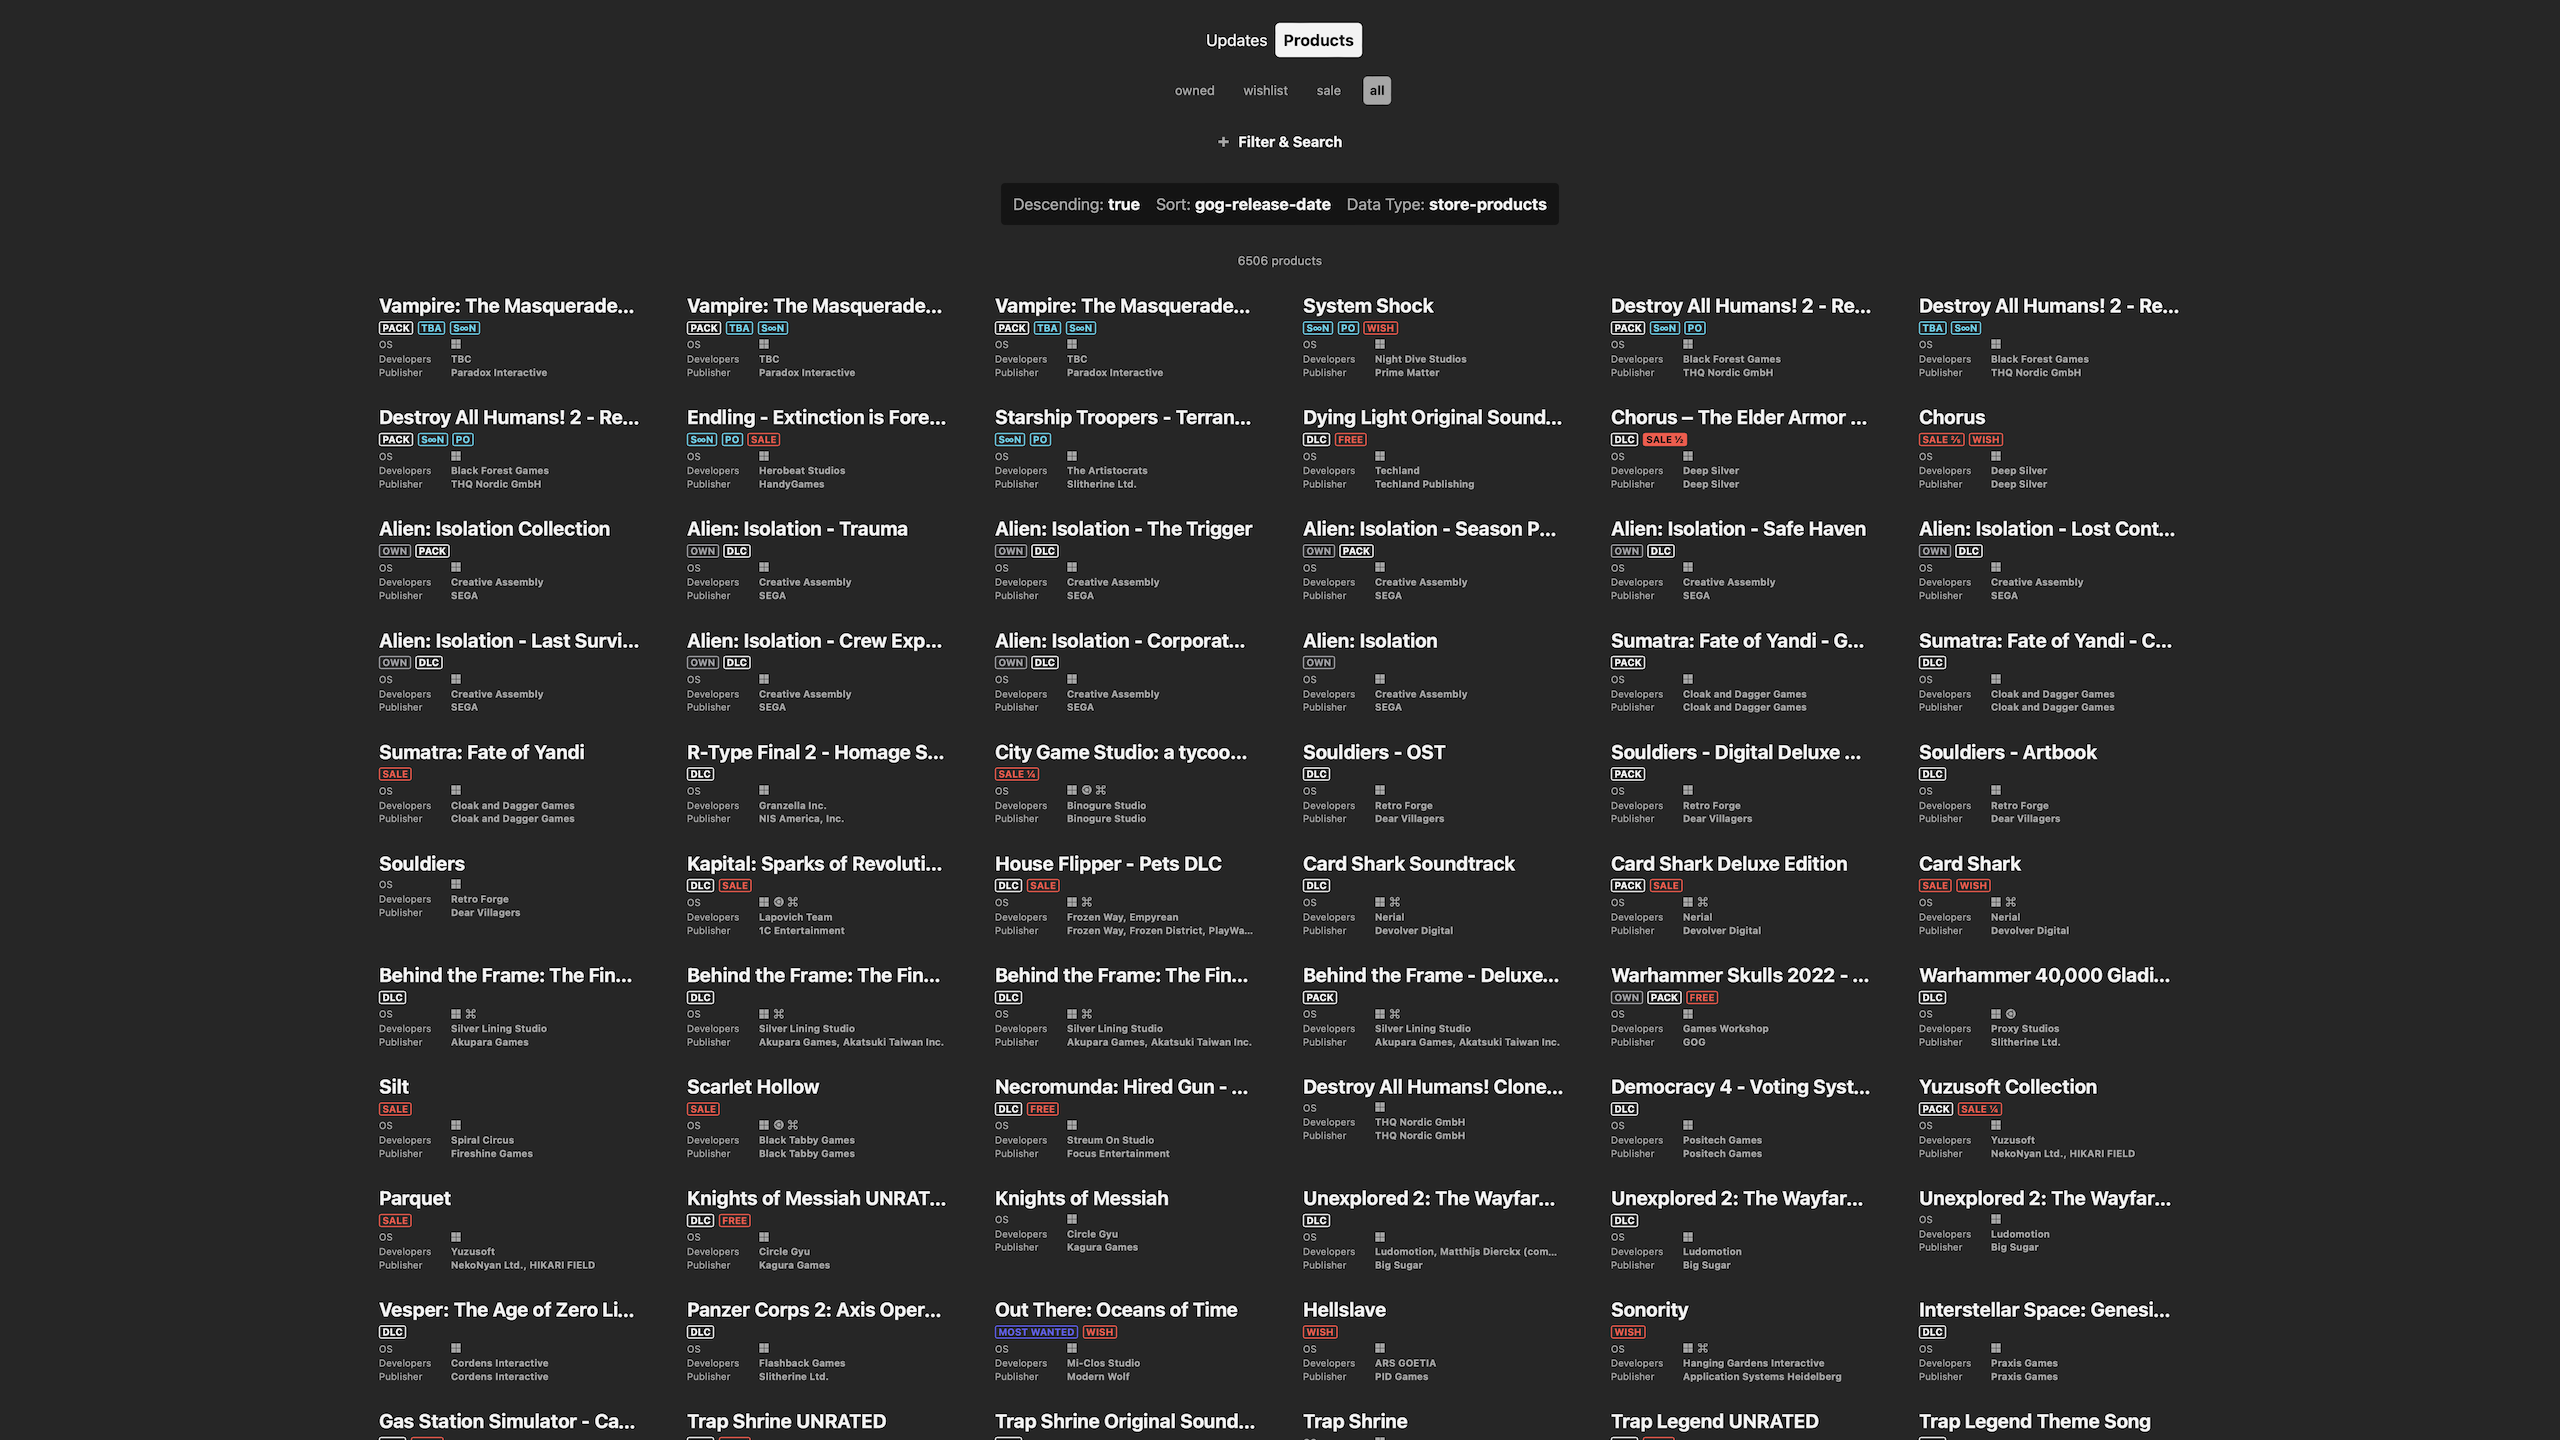 Updates Products
owned wishlist sale all
+ Filter & Search
Descending: true Sort: gog-release-date Data Type: store-products
6506 products
Vampire: The Masquerade...
PACK TBA S∞N
OS
Developers TBC
Publisher Paradox Interactive
Vampire: The Masquerade...
PACK TBA S∞N
OS
Developers TBC
Publisher Paradox Interactive
Vampire: The Masquerade...
PACK TBA S∞N
OS
Developers TBC
Publisher Paradox Interactive
System Shock
S∞N PO WISH
OS
Developers Night Dive Studios
Publisher Prime Matter
Destroy All Humans! 2 - Re...
PACK S∞N PO
OS
Developers Black Forest Games
Publisher THQ Nordic GmbH
Destroy All Humans! 2 - Re...
TBA S∞N
OS
Developers Black Forest Games
Publisher THQ Nordic GmbH
Destroy All Humans! 2 - Re...
PACK S∞N PO
OS
Developers Black Forest Games
Publisher THQ Nordic GmbH
Endling - Extinction is Fore...
S∞N PO SALE
OS
Developers Herobeat Studios
Publisher HandyGames
Starship Troopers - Terran...
S∞N PO
OS
Developers The Artistocrats
Publisher Slitherine Ltd.
Dying Light Original Sound...
DLC FREE
OS
Developers Techland
Publisher Techland Publishing
Chorus – The Elder Armor ...
DLC SALE ½
OS
Developers Deep Silver
Publisher Deep Silver
Chorus
SALE WISH
OS
Developers Deep Silver
Publisher Deep Silver
Alien: Isolation Collection
OWN PACK
OS
Developers Creative Assembly
Publisher SEGA
Alien: Isolation - Trauma
OWN DLC
OS
Developers Creative Assembly
Publisher SEGA
Alien: Isolation - The Trigger
OWN DLC
OS
Developers Creative Assembly
Publisher SEGA
Alien: Isolation - Season P...
OWN PACK
OS
Developers Creative Assembly
Publisher SEGA
Alien: Isolation - Safe Haven
OWN DLC
OS
Developers Creative Assembly
Publisher SEGA
Alien: Isolation - Lost Cont...
OWN DLC
OS
Developers Creative Assembly
Publisher SEGA
Alien: Isolation - Last Survi...
OWN DLC
OS
Developers Creative Assembly
Publisher SEGA
Alien: Isolation - Crew Exp...
OWN DLC
OS
Developers Creative Assembly
Publisher SEGA
Alien: Isolation - Corporat...
OWN DLC
OS
Developers Creative Assembly
Publisher SEGA
Alien: Isolation
OWN
OS
Developers Creative Assembly
Publisher SEGA
Sumatra: Fate of Yandi - G...
PACK
OS
Developers Cloak and Dagger Games
Publisher Cloak and Dagger Games
Sumatra: Fate of Yandi - C...
DLC
OS
Developers Cloak and Dagger Games
Publisher Cloak and Dagger Games
Sumatra: Fate of Yandi
SALE
OS
Developers Cloak and Dagger Games
Publisher Cloak and Dagger Games
R-Type Final 2 - Homage S...
DLC
OS
Developers Granzella Inc.
Publisher NIS America, Inc.
City Game Studio: a tycoo...
SALE ¼
OS
Developers Binogure Studio
Publisher Binogure Studio
Souldiers - OST
DLC
OS
Developers Retro Forge
Publisher Dear Villagers
Souldiers - Digital Deluxe ...
PACK
OS
Developers Retro Forge
Publisher Dear Villagers
Souldiers - Artbook
DLC
OS
Developers Retro Forge
Publisher Dear Villagers
Souldiers
OS
Developers Retro Forge
Publisher Dear Villagers
Kapital: Sparks of Revoluti...
DLC SALE
OS
Developers Lapovich Team
Publisher 1C Entertainment
House Flipper - Pets DLC
DLC SALE
OS
Developers Frozen Way, Empyrean
Publisher Frozen Way, Frozen District, PlayWa...
Card Shark Soundtrack
DLC
OS
Developers Nerial
Publisher Devolver Digital
Card Shark Deluxe Edition
PACK SALE
OS
Developers Nerial
Publisher Devolver Digital
Card Shark
SALE WISH
OS
Developers Nerial
Publisher Devolver Digital
Behind the Frame: The Fin...
DLC
OS
Developers Silver Lining Studio
Publisher Akupara Games
Behind the Frame: The Fin...
DLC
OS
Developers Silver Lining Studio
Publisher Akupara Games, Akatsuki Taiwan Inc.
Behind the Frame: The Fin...
DLC
OS
Developers Silver Lining Studio
Publisher Akupara Games, Akatsuki Taiwan Inc.
Behind the Frame - Deluxe...
PACK
OS
Developers Silver Lining Studio
Publisher Akupara Games, Akatsuki Taiwan Inc.
Warhammer Skulls 2022 - ...
OWN PACK FREE
OS
Developers Games Workshop
Publisher GOG
Warhammer 40,000 Gladi...
DLC
OS
Developers Proxy Studios
Publisher Slitherine Ltd.
Silt
SALE
OS
Developers Spiral Circus
Publisher Fireshine Games
Scarlet Hollow
SALE
OS
Developers Black Tabby Games
Publisher Black Tabby Games
Necromunda: Hired Gun - ...
DLC FREE
OS
Developers Streum On Studio
Publisher Focus Entertainment
Destroy All Humans! Clone...
OS
Developers THQ Nordic GmbH
Publisher THQ Nordic GmbH
Democracy 4 - Voting Syst...
DLC
OS
Developers Positech Games
Publisher Positech Games
Yuzusoft Collection
PACK SALE ¼
OS
Developers Yuzusoft
Publisher NekoNyan Ltd., HIKARI FIELD
Parquet
SALE
OS
Developers Yuzusoft
Publisher NekoNyan Ltd., HIKARI FIELD
Knights of Messiah UNRAT...
DLC FREE
OS
Developers Circle Gyu
Publisher Kagura Games
Knights of Messiah
OS
Developers Circle Gyu
Publisher Kagura Games
Unexplored 2: The Wayfar...
DLC
OS
Developers Ludomotion, Matthijs Dierckx (com...
Publisher Big Sugar
Unexplored 2: The Wayfar...
DLC
OS
Developers Ludomotion
Publisher Big Sugar
Unexplored 2: The Wayfar...
OS
Developers Ludomotion
Publisher Big Sugar
Vesper: The Age of Zero Li...
DLC
OS
Developers Cordens Interactive
Publisher Cordens Interactive
Panzer Corps 2: Axis Oper...
DLC
OS
Developers Flashback Games
Publisher Slitherine Ltd.
Out There: Oceans of Time
MOST WANTED WISH
OS
Developers Mi-Clos Studio
Publisher Modern Wolf
Hellslave
WISH
OS
Developers ARS GOETIA
Publisher PID Games
Sonority
WISH
OS
Developers Hanging Gardens Interactive
Publisher Application Systems Heidelberg
Interstellar Space: Genesi...
DLC
OS
Developers Praxis Games
Publisher Praxis Games
Gas Station Simulator - Ca...
Trap Shrine UNRATED
Trap Shrine Original Sound...
Trap Shrine
Trap Legend UNRATED
Trap Legend Theme Song